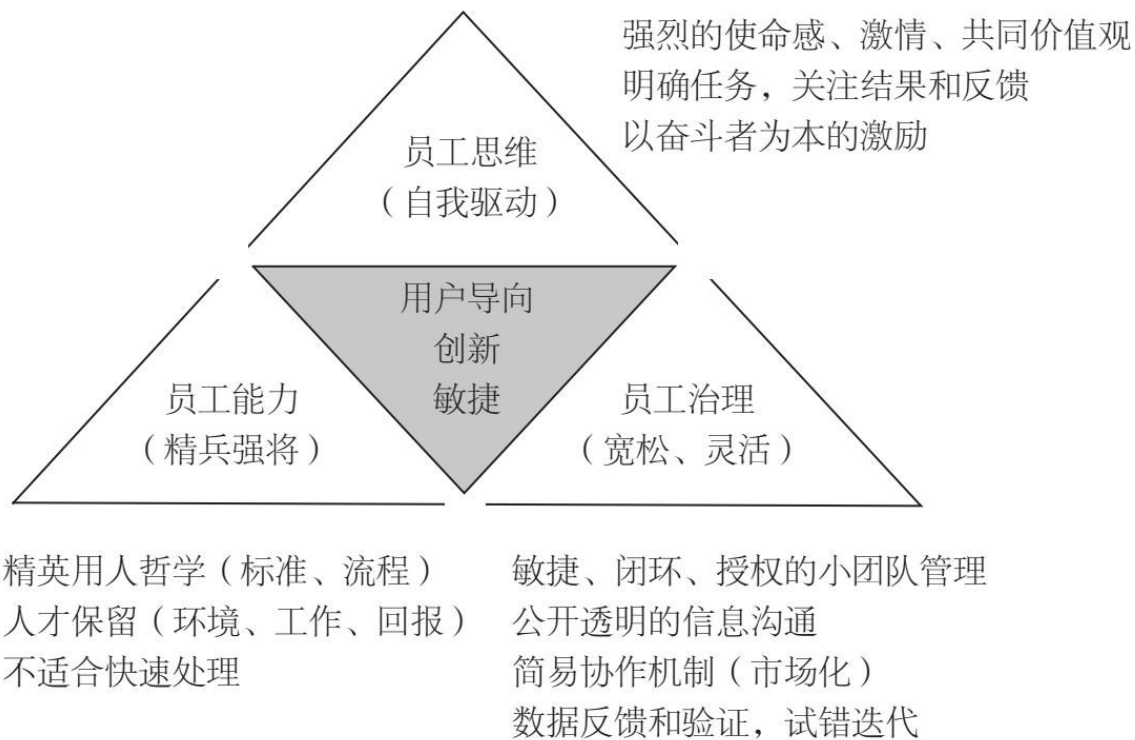 强烈的使命感、激情、共同价值观
明确任务，关注结果和反馈
以奋斗者为本的激励
员工思维
（自我驱动）
用户导向
创新
敏捷
员工能力
（精兵强将）
员工治理
（宽松、灵活）
精英用人哲学（标准、流程）
人才保留（环境、工作、回报）
不适合快速处理
敏捷、闭环、授权的小团队管理
公开透明的信息沟通
简易协作机制（市场化）
数据反馈和验证，试错迭代